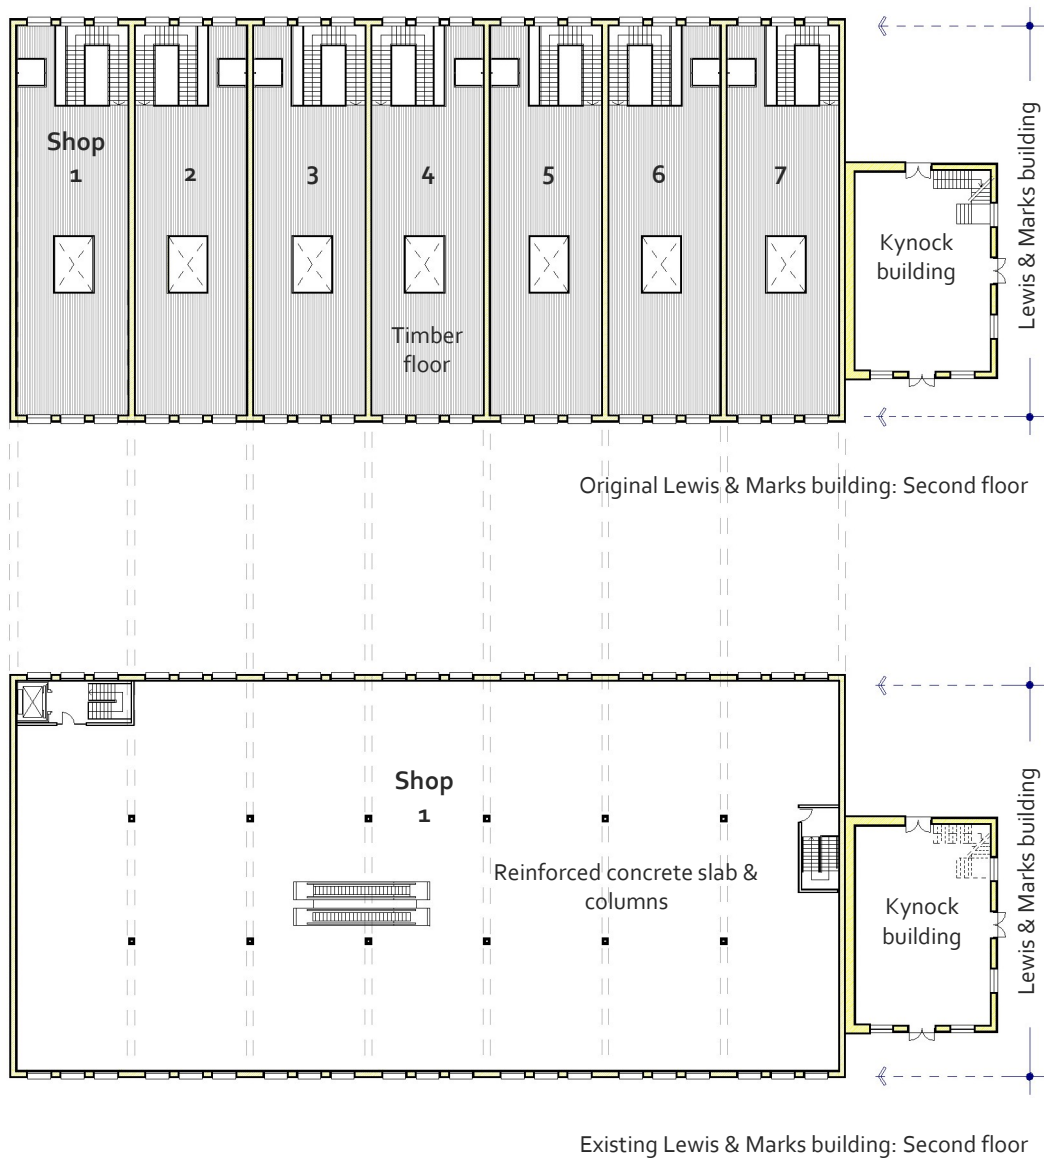 Shop
1
2
3
4
5
6
7
Kynock
building
Lewis & Marks building
Timber
floor
Original Lewis & Marks building: Second floor
Shop
1
Reinforced concrete slab &
columns
Kynock
building
Lewis & Marks building
Existing Lewis & Marks building: Second floor